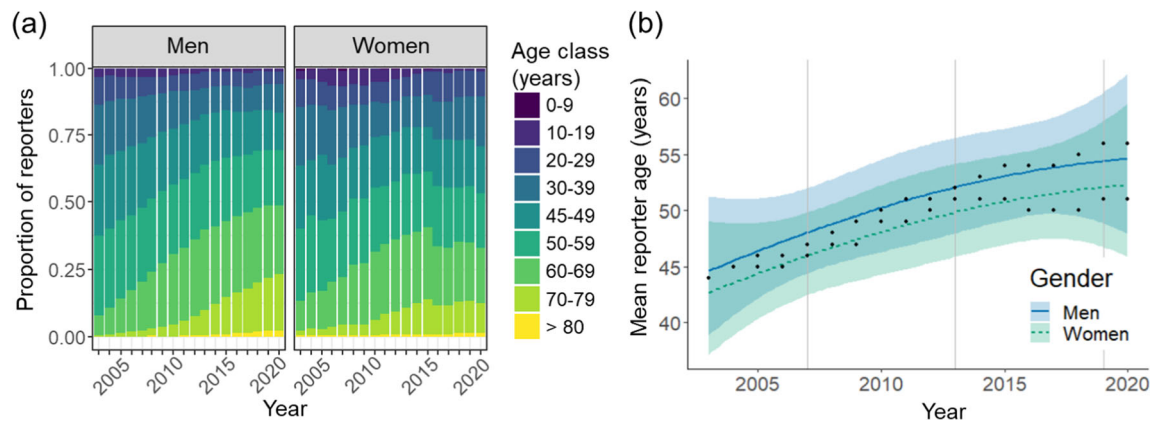 (a)
Men
Women
Proportion of reporters
1.00
0.75
0.50
0.25
0.00
2005
2010
2015
2020
2005
2010
2015
2020
Year
Age class
(years)
0-9
10-19
20-29
30-39
45-49
50-59
60-69
70-79
> 80
(b)
Mean reporter age (years)
60
55
50
45
40
2005
2010
2015
2020
Year
Gender
Men
Women